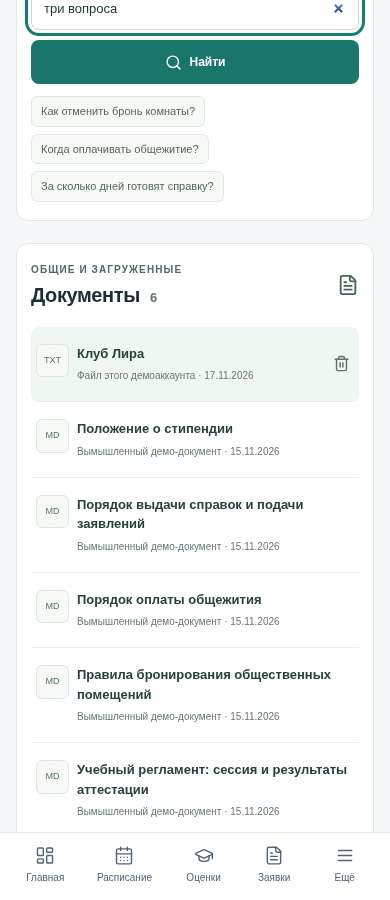 три вопроса
Найти
Как отменить бронь комнаты?
Когда оплачивать общежитие?
За сколько дней готовят справку?
ОБЩИЕ И ЗАГРУЖЕННЫЕ
Документы 6
TXT
Клуб Лира
Файл этого демоаккаунта · 17.11.2026
MD
Положение о стипендии
Вымышленный демо-документ · 15.11.2026
MD
Порядок выдачи справок и подачи
заявлений
Вымышленный демо-документ · 15.11.2026
MD
Порядок оплаты общежития
Вымышленный демо-документ · 15.11.2026
MD
Правила бронирования общественных
помещений
Вымышленный демо-документ · 15.11.2026
MD
Учебный регламент: сессия и результаты
аттестации
Вымышленный демо-документ · 15.11.2026
Главная Расписание Оценки Заявки Ещё